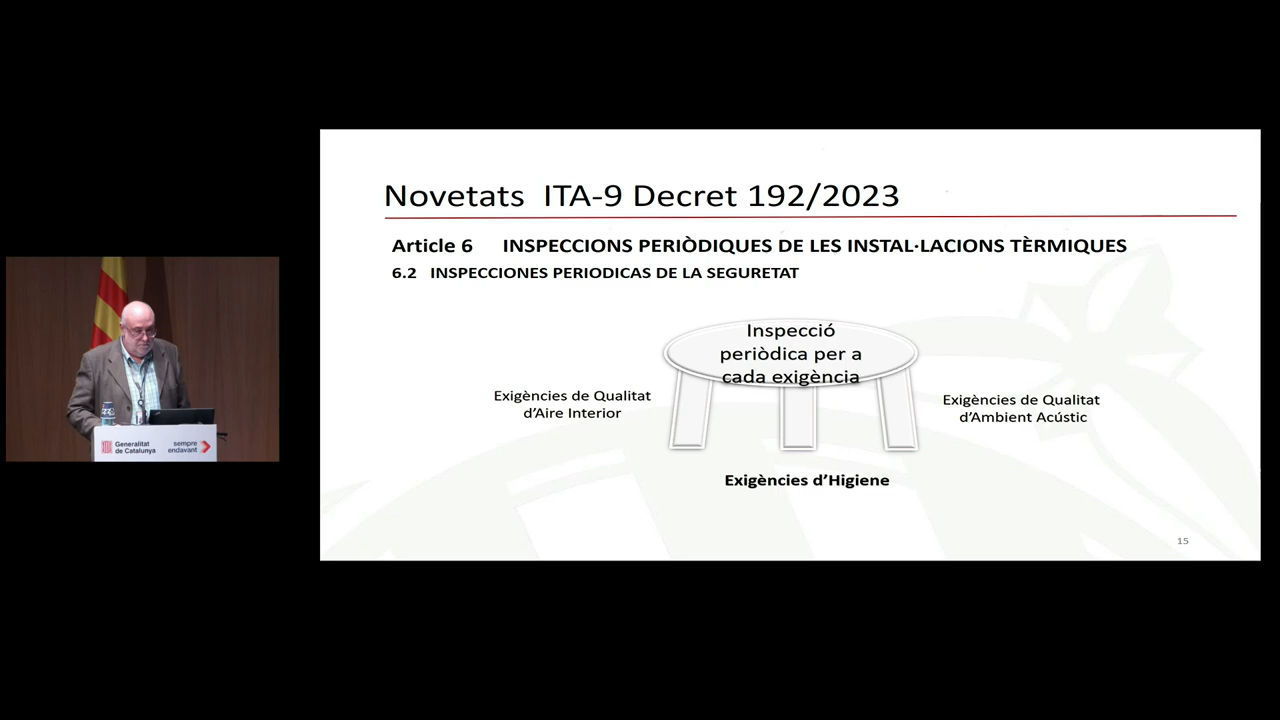 Novetats ITA-9 Decret 192/2023
Article 6 INSPECCIONS PERIÒDIQUES DE LES INSTAL·LACIONS TÈRMIQUES
6.2 INSPECCIONES PERIODICAS DE LA SEGURETAT
Inspecció
periòdica per a
cada exigència
Exigències de Qualitat
d'Aire Interior
Exigències de Qualitat
d'Ambient Acústic
Exigències d'Higiene
15
Generalitat
de Catalunya
sempre
endavant